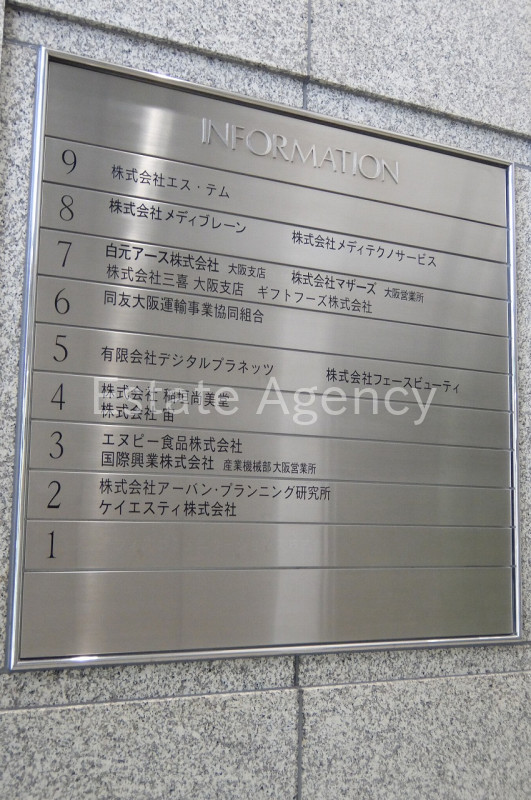 INFORMATION
9 株式会社エス・テム
8 株式会社メディブレーン 株式会社メディテクノサービス
7 白元アース株式会社 大阪支店 株式会社マザーズ 大阪営業所
株式会社三喜 大阪支店 ギフトフーズ株式会社
6 同友大阪運輸事業協同組合
5 有限会社デジタルプラネッツ 株式会社フェースビューティ
4 株式会社 稲垣尚美堂
株式会社 宙
Estate Agency
3 エヌビー食品株式会社
国際興業株式会社 産業機械部大阪営業所
2 株式会社アーバン・プランニング研究所
ケイエスティ株式会社
1